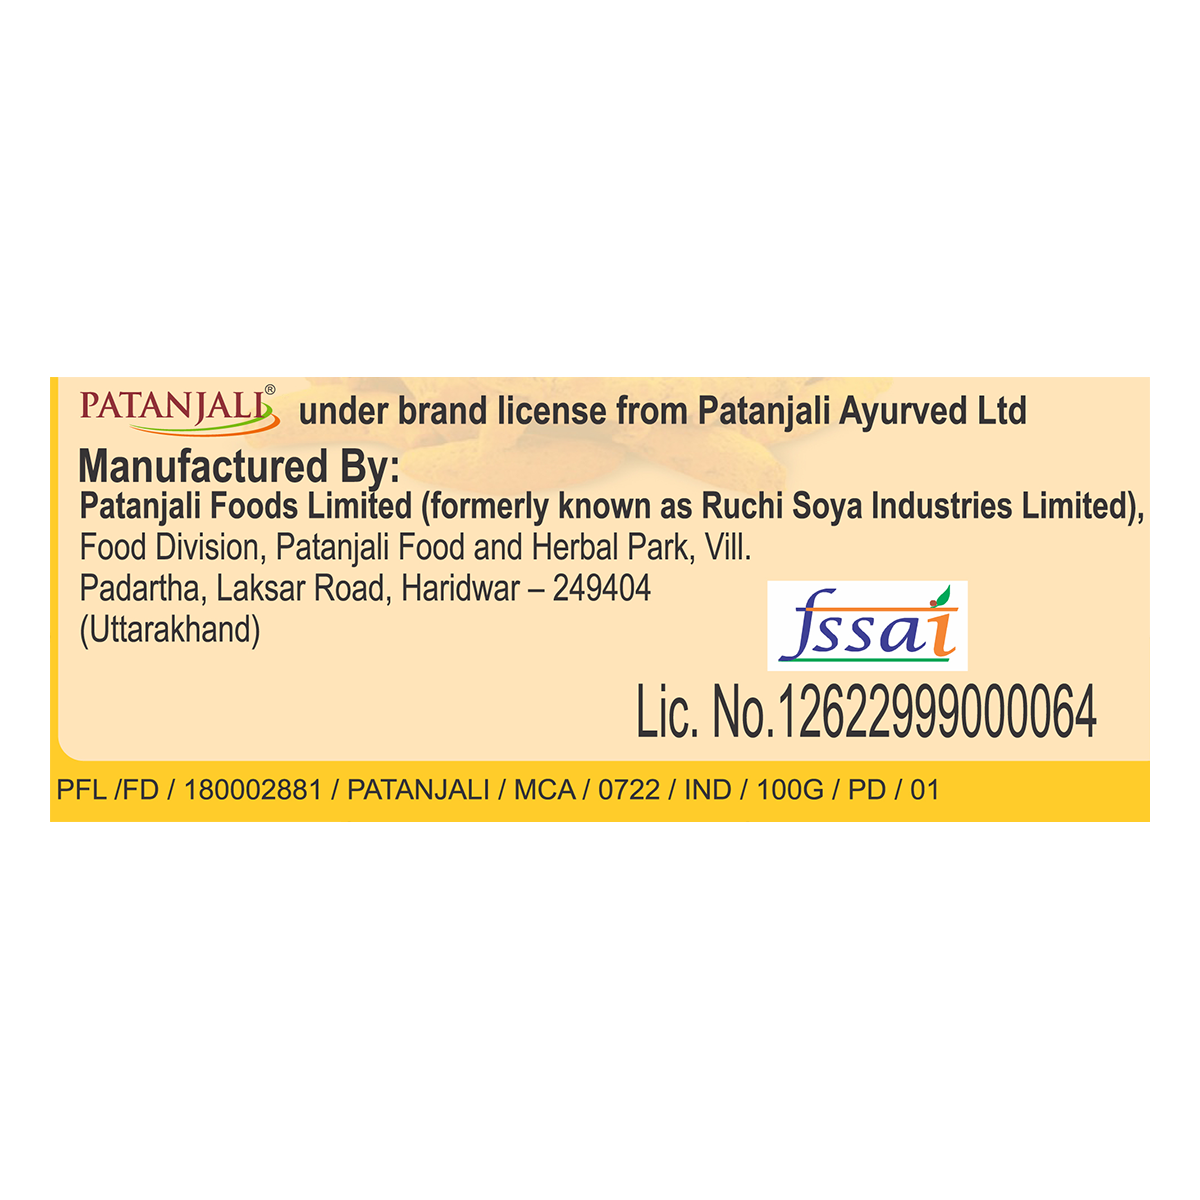 PATANJALI® under brand license from Patanjali Ayurved Ltd
Manufactured By:
Patanjali Foods Limited (formerly known as Ruchi Soya Industries Limited),
Food Division, Patanjali Food and Herbal Park, Vill.
Padartha, Laksar Road, Haridwar – 249404
(Uttarakhand)
fssai
Lic. No.12622999000064
PFL /FD / 180002881 / PATANJALI / MCA / 0722 / IND / 100G / PD / 01